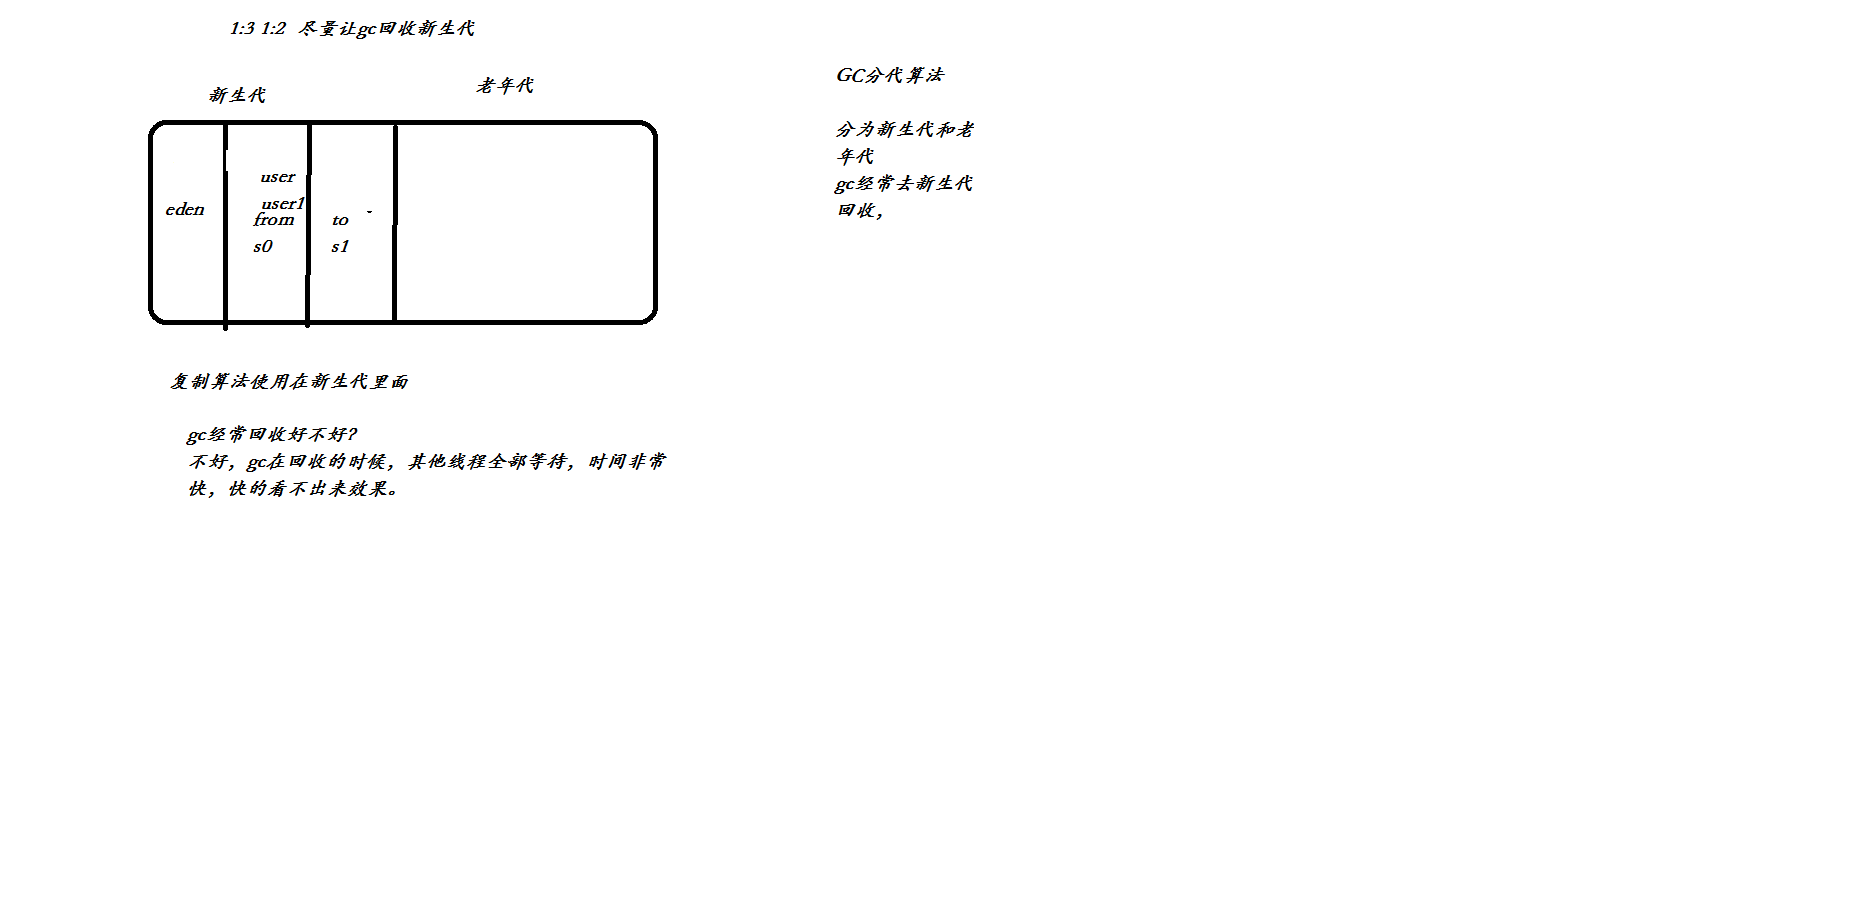 1:3 1:2  尽量让gc回收新生代
新生代
老年代
eden
user
user1
from
s0
to
s1
GC分代算法
分为新生代和老
年代
gc经常去新生代
回收，
复制算法使用在新生代里面
gc经常回收好不好？
不好，gc在回收的时候，其他线程全部等待，时间非常
快，快的看不出来效果。